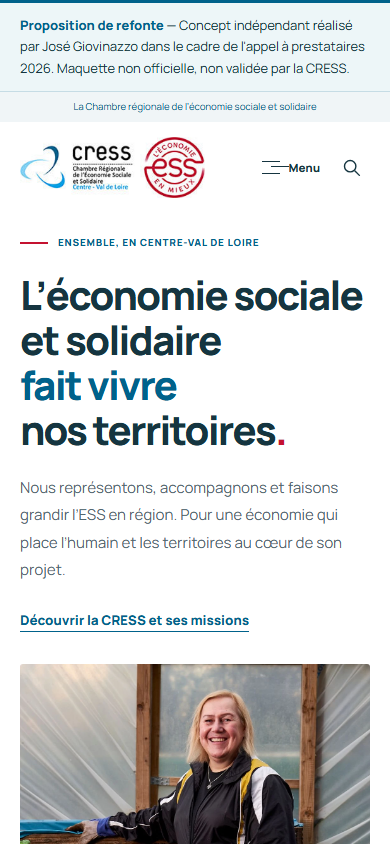 Proposition de refonte — Concept indépendant réalisé
par José Giovinazzo dans le cadre de l'appel à prestataires
2026. Maquette non officielle, non validée par la CRESS.
La Chambre régionale de l'économie sociale et solidaire
cress
Chambre Régionale
de l'Économie Sociale
et Solidaire
Centre - Val de Loire
L'ÉCONOMIE
ess
EN MIEUX
Menu
ENSEMBLE, EN CENTRE-VAL DE LOIRE
L’économie sociale
et solidaire
fait vivre
nos territoires.
Nous représentons, accompagnons et faisons
grandir l’ESS en région. Pour une économie qui
place l’humain et les territoires au cœur de son
projet.
Découvrir la CRESS et ses missions